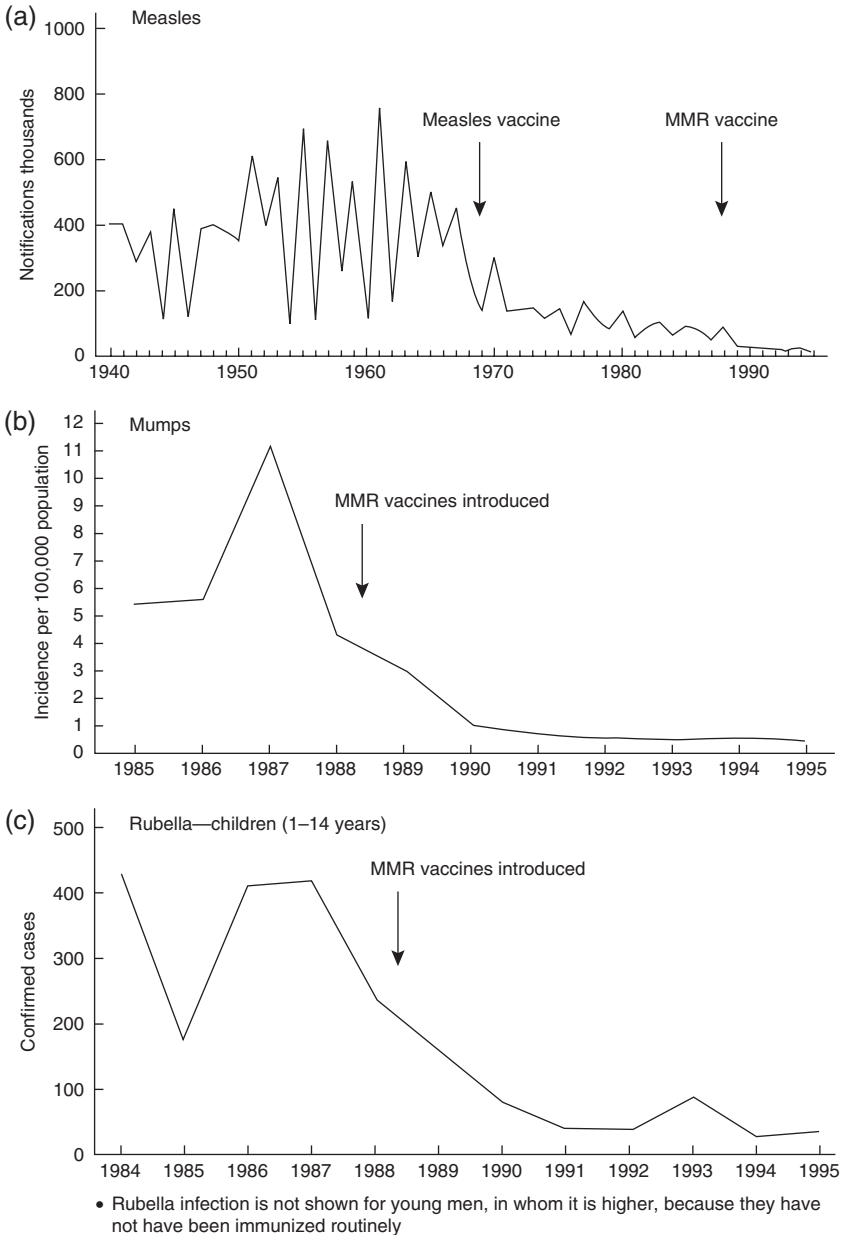 (a)
Measles
1000
800
600
400
200
0
Notifications thousands
Measles vaccine
MMR vaccine
1940 1950 1960 1970 1980 1990
(b)
Mumps
12
11
10
9
8
7
6
5
4
3
2
1
0
Incidence per 100,000 population
MMR vaccines introduced
1985 1986 1987 1988 1989 1990 1991 1992 1993 1994 1995
(c)
Rubella—children (1–14 years)
500
400
300
200
100
0
Confirmed cases
MMR vaccines introduced
1984 1985 1986 1987 1988 1989 1990 1991 1992 1993 1994 1995
• Rubella infection is not shown for young men, in whom it is higher, because they have
not have been immunized routinely